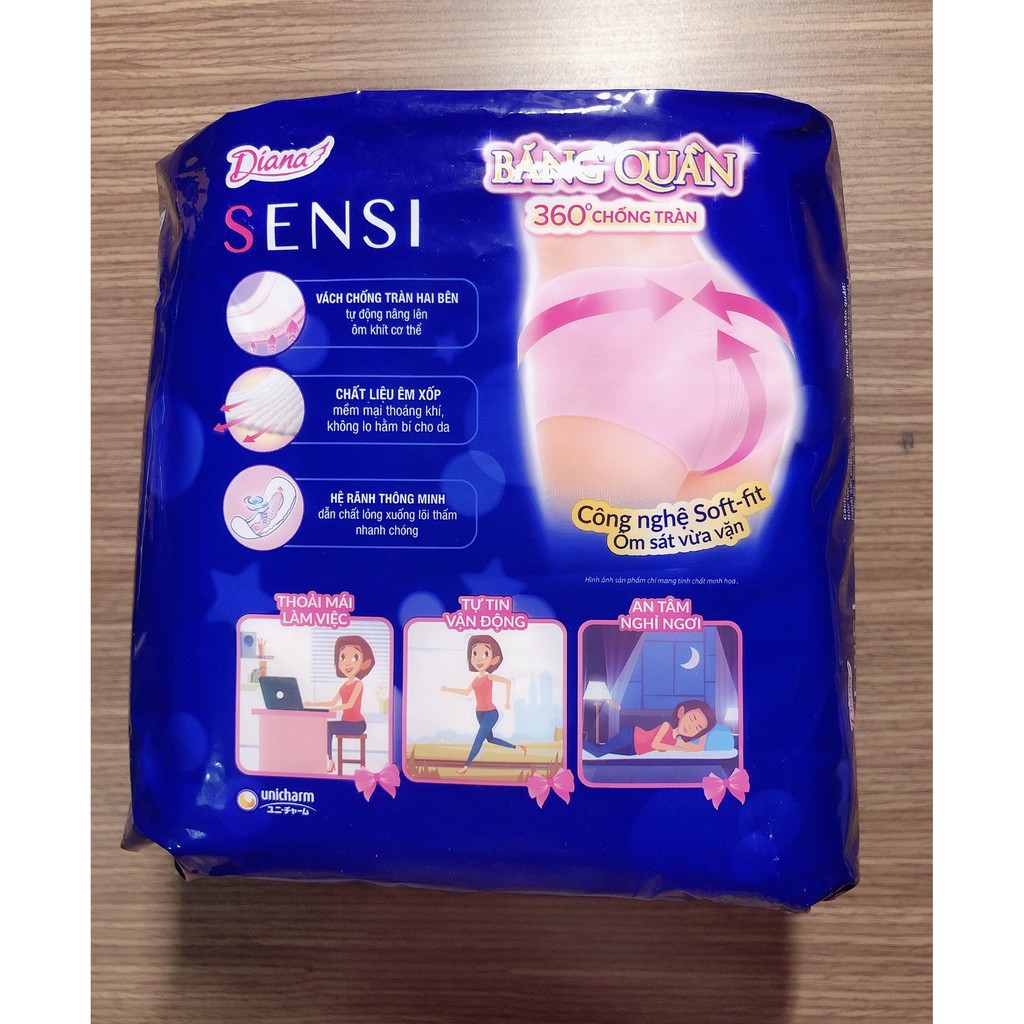 Diana
SENSI
BĂNG QUẦN
360° CHỐNG TRÀN
VÁCH CHỐNG TRÀN HAI BÊN
tự động nâng lên
ôm khít cơ thể
CHẤT LIỆU ÊM XỐP
mềm mại thoáng khí,
không lo hằm bí cho da
HỆ RÃNH THÔNG MINH
dẫn chất lỏng xuống lõi thấm
nhanh chóng
Công nghệ Soft-fit
Ôm sát vừa vặn
Hình ảnh sản phẩm chỉ mang tính chất minh họa.
THOẢI MÁI
LÀM VIỆC
TỰ TIN
VẬN ĐỘNG
AN TÂM
NGHỈ NGƠI
unicharm
ユニ・チャーム